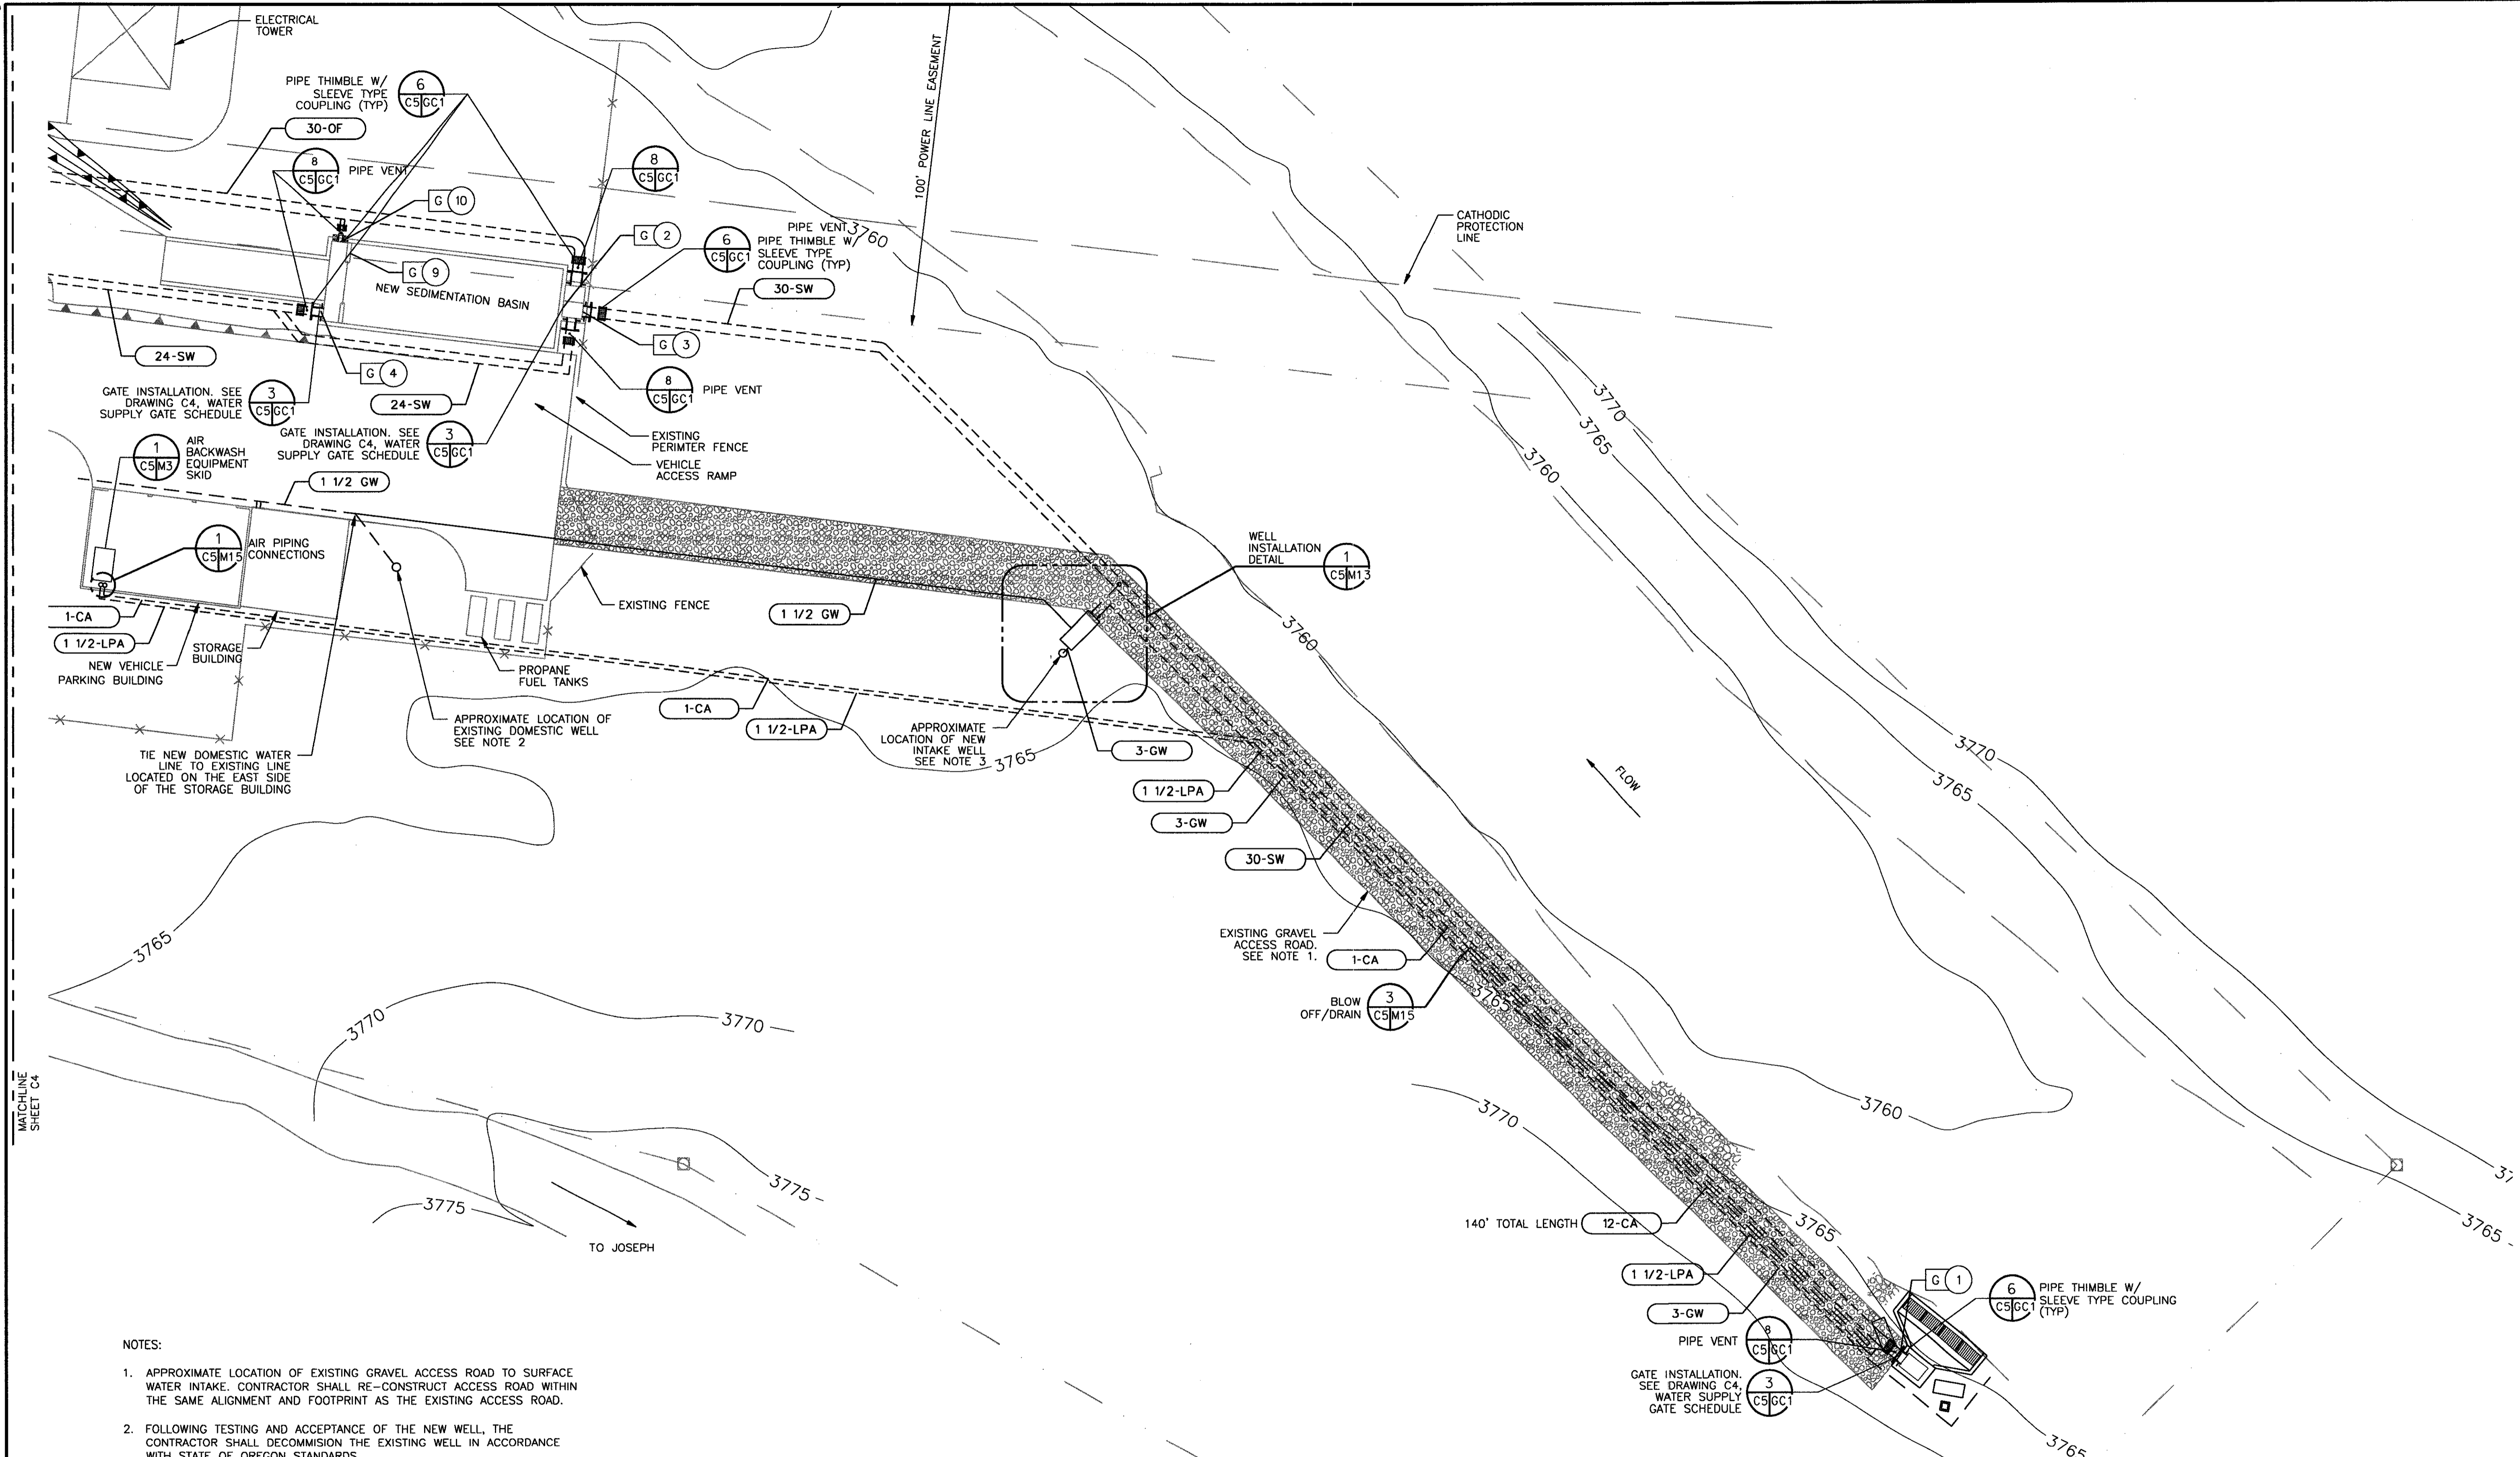 ELECTRICAL
TOWER
PIPE THIMBLE W/
SLEEVE TYPE
COUPLING (TYP)
6
C5 GC1
30-OF
8
C5 GC1
PIPE VENT
G 10
8
C5 GC1
100' POWER LINE EASEMENT
G 2
6
C5 GC1
PIPE VENT
PIPE THIMBLE W/
SLEEVE TYPE
COUPLING (TYP)
3760
CATHODIC
PROTECTION
LINE
G 9
NEW SEDIMENTATION BASIN
30-SW
24-SW
G 3
G 4
GATE INSTALLATION. SEE
DRAWING C4, WATER
SUPPLY GATE SCHEDULE
3
C5 GC1
24-SW
8
C5 GC1
PIPE VENT
3770
3765
3760
GATE INSTALLATION. SEE
DRAWING C4, WATER
SUPPLY GATE SCHEDULE
3
C5 GC1
EXISTING
PERIMTER FENCE
VEHICLE
ACCESS RAMP
1
C5 M3
AIR
BACKWASH
EQUIPMENT
SKID
1 1/2 GW
1
C5 M15
AIR PIPING
CONNECTIONS
WELL
INSTALLATION
DETAIL
1
C5 M13
1-CA
1 1/2-LPA
NEW VEHICLE
PARKING BUILDING
STORAGE
BUILDING
EXISTING FENCE
1 1/2 GW
3760
PROPANE
FUEL TANKS
APPROXIMATE LOCATION OF
EXISTING DOMESTIC WELL
SEE NOTE 2
1-CA
1 1/2-LPA
APPROXIMATE
LOCATION OF NEW
INTAKE WELL
SEE NOTE 3
3765
3-GW
TIE NEW DOMESTIC WATER
LINE TO EXISTING LINE
LOCATED ON THE EAST SIDE
OF THE STORAGE BUILDING
1 1/2-LPA
3-GW
30-SW
FLOW
3770
3765
3765
EXISTING GRAVEL
ACCESS ROAD.
SEE NOTE 1.
1-CA
BLOW
OFF/DRAIN
3
C5 M15
3765
3770
3770
MATCHLINE
SHEET C4
3770
3760
3775
3775
TO JOSEPH
140' TOTAL LENGTH
12-CA
3765
37
3765
1 1/2-LPA
3-GW
G 1
6
C5 GC1
PIPE THIMBLE W/
SLEEVE TYPE COUPLING
(TYP)
PIPE VENT
8
C5 GC1
GATE INSTALLATION.
SEE DRAWING C4,
WATER SUPPLY
GATE SCHEDULE
3
C5 GC1
3765
NOTES:
1. APPROXIMATE LOCATION OF EXISTING GRAVEL ACCESS ROAD TO SURFACE
WATER INTAKE. CONTRACTOR SHALL RE-CONSTRUCT ACCESS ROAD WITHIN
THE SAME ALIGNMENT AND FOOTPRINT AS THE EXISTING ACCESS ROAD.
2. FOLLOWING TESTING AND ACCEPTANCE OF THE NEW WELL, THE
CONTRACTOR SHALL DECOMMISION THE EXISTING WELL IN ACCORDANCE
WITH STATE OF OREGON STANDARDS